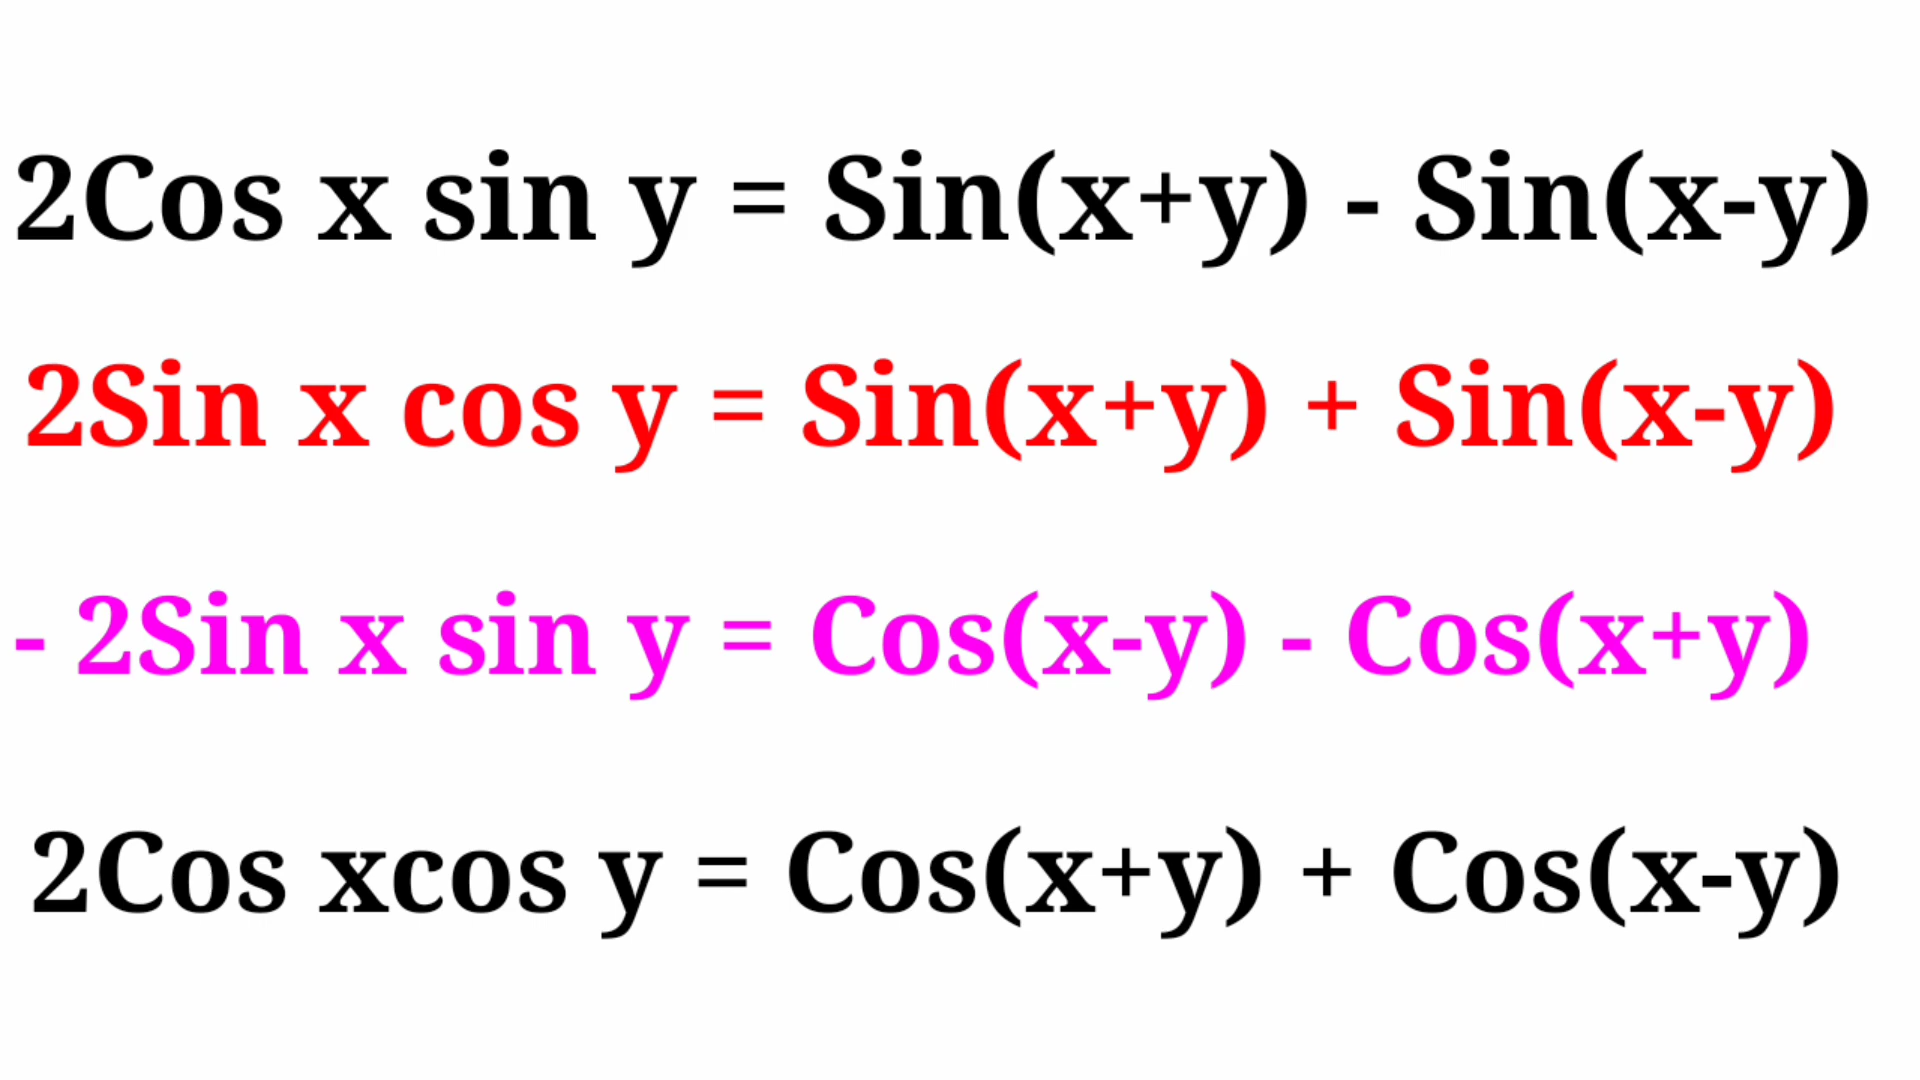 2Cos x sin y = Sin(x+y) - Sin(x-y)
2Sin x cos y = Sin(x+y) + Sin(x-y)
- 2Sin x sin y = Cos(x-y) - Cos(x+y)
2Cos xcos y = Cos(x+y) + Cos(x-y)